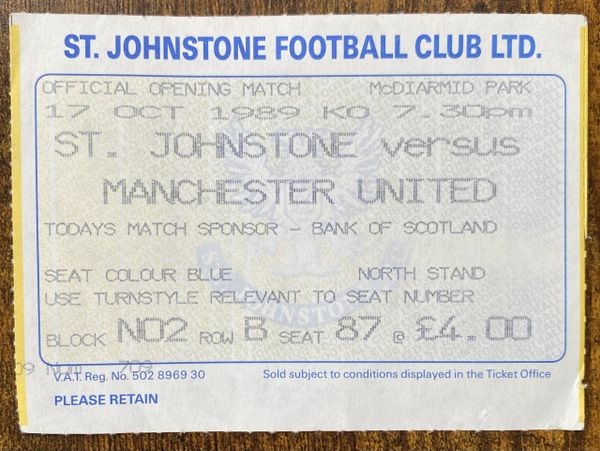 ST. JOHNSTONE FOOTBALL CLUB LTD.
OFFICIAL OPENING MATCH McDIARMID PARK
17 OCT 1989 KO 7.30pm
ST. JOHNSTONE versus
MANCHESTER UNITED
TODAYS MATCH SPONSOR - BANK OF SCOTLAND
SEAT COLOUR BLUE NORTH STAND
USE TURNSTYLE RELEVANT TO SEAT NUMBER
BLOCK NO2 ROW B SEAT 87 @ £4.00
709
V.A.T. Reg. No. 502 8969 30 Sold subject to conditions displayed in the Ticket Office
PLEASE RETAIN